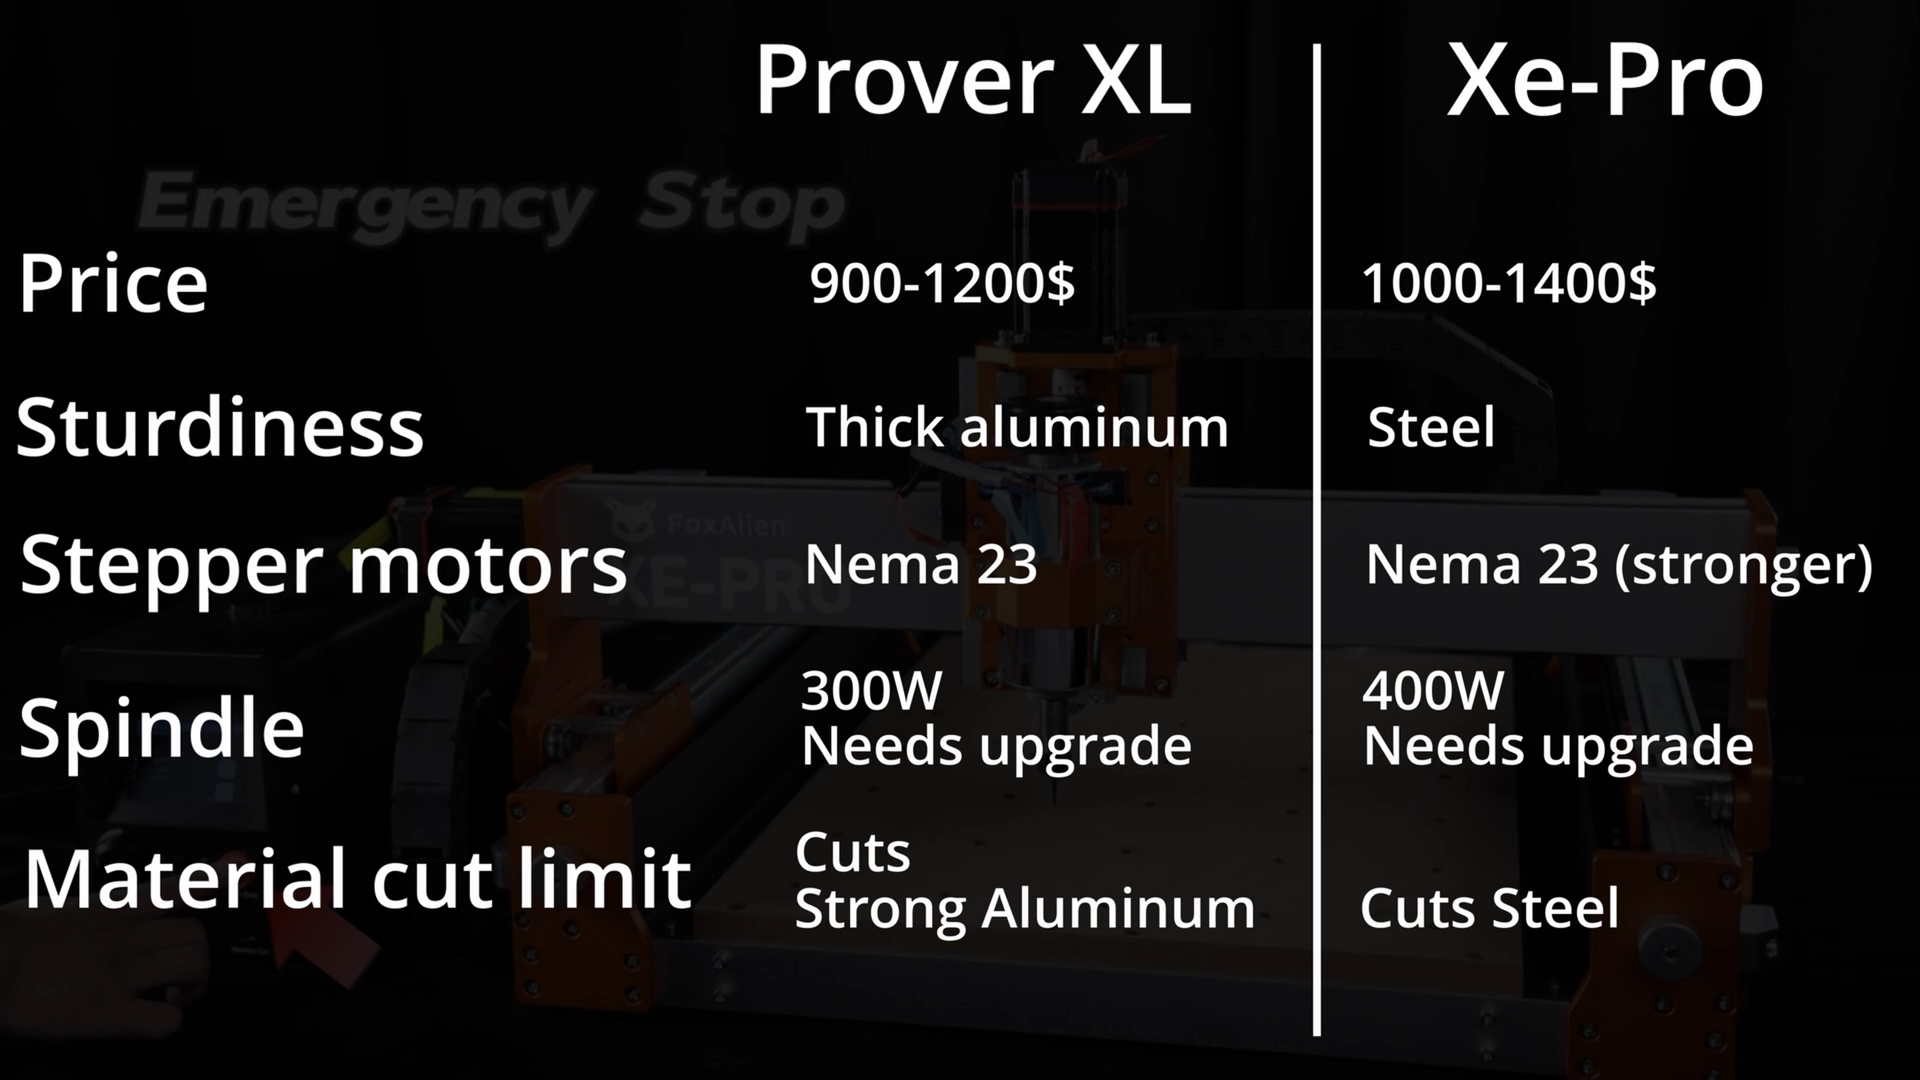 Prover XL
Xe-Pro
Emergency Stop
Price
900-1200$
1000-1400$
Sturdiness
Thick aluminum
Steel
FoxAlien
XE-PRO
Stepper motors
Nema 23
Nema 23 (stronger)
Spindle
300W
Needs upgrade
400W
Needs upgrade
Material cut limit
Cuts
Strong Aluminum
Cuts Steel